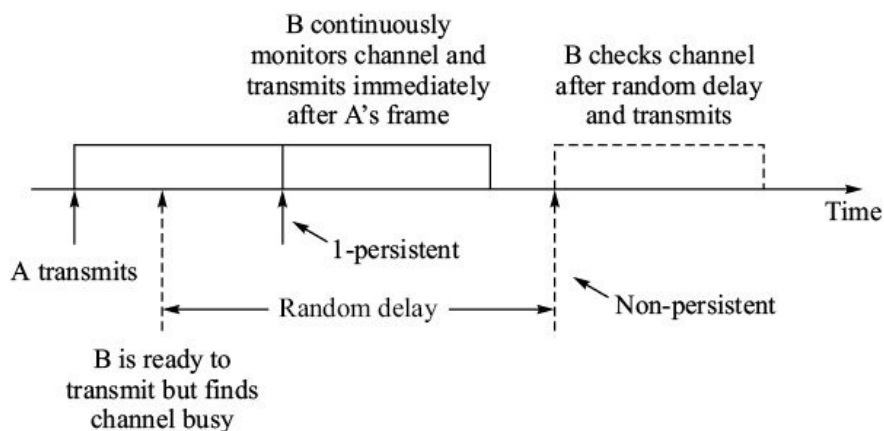 B continuously
monitors channel and
transmits immediately
after A's frame
B checks channel
after random delay
and transmits
Time
A transmits
1-persistent
Random delay
Non-persistent
B is ready to
transmit but finds
channel busy